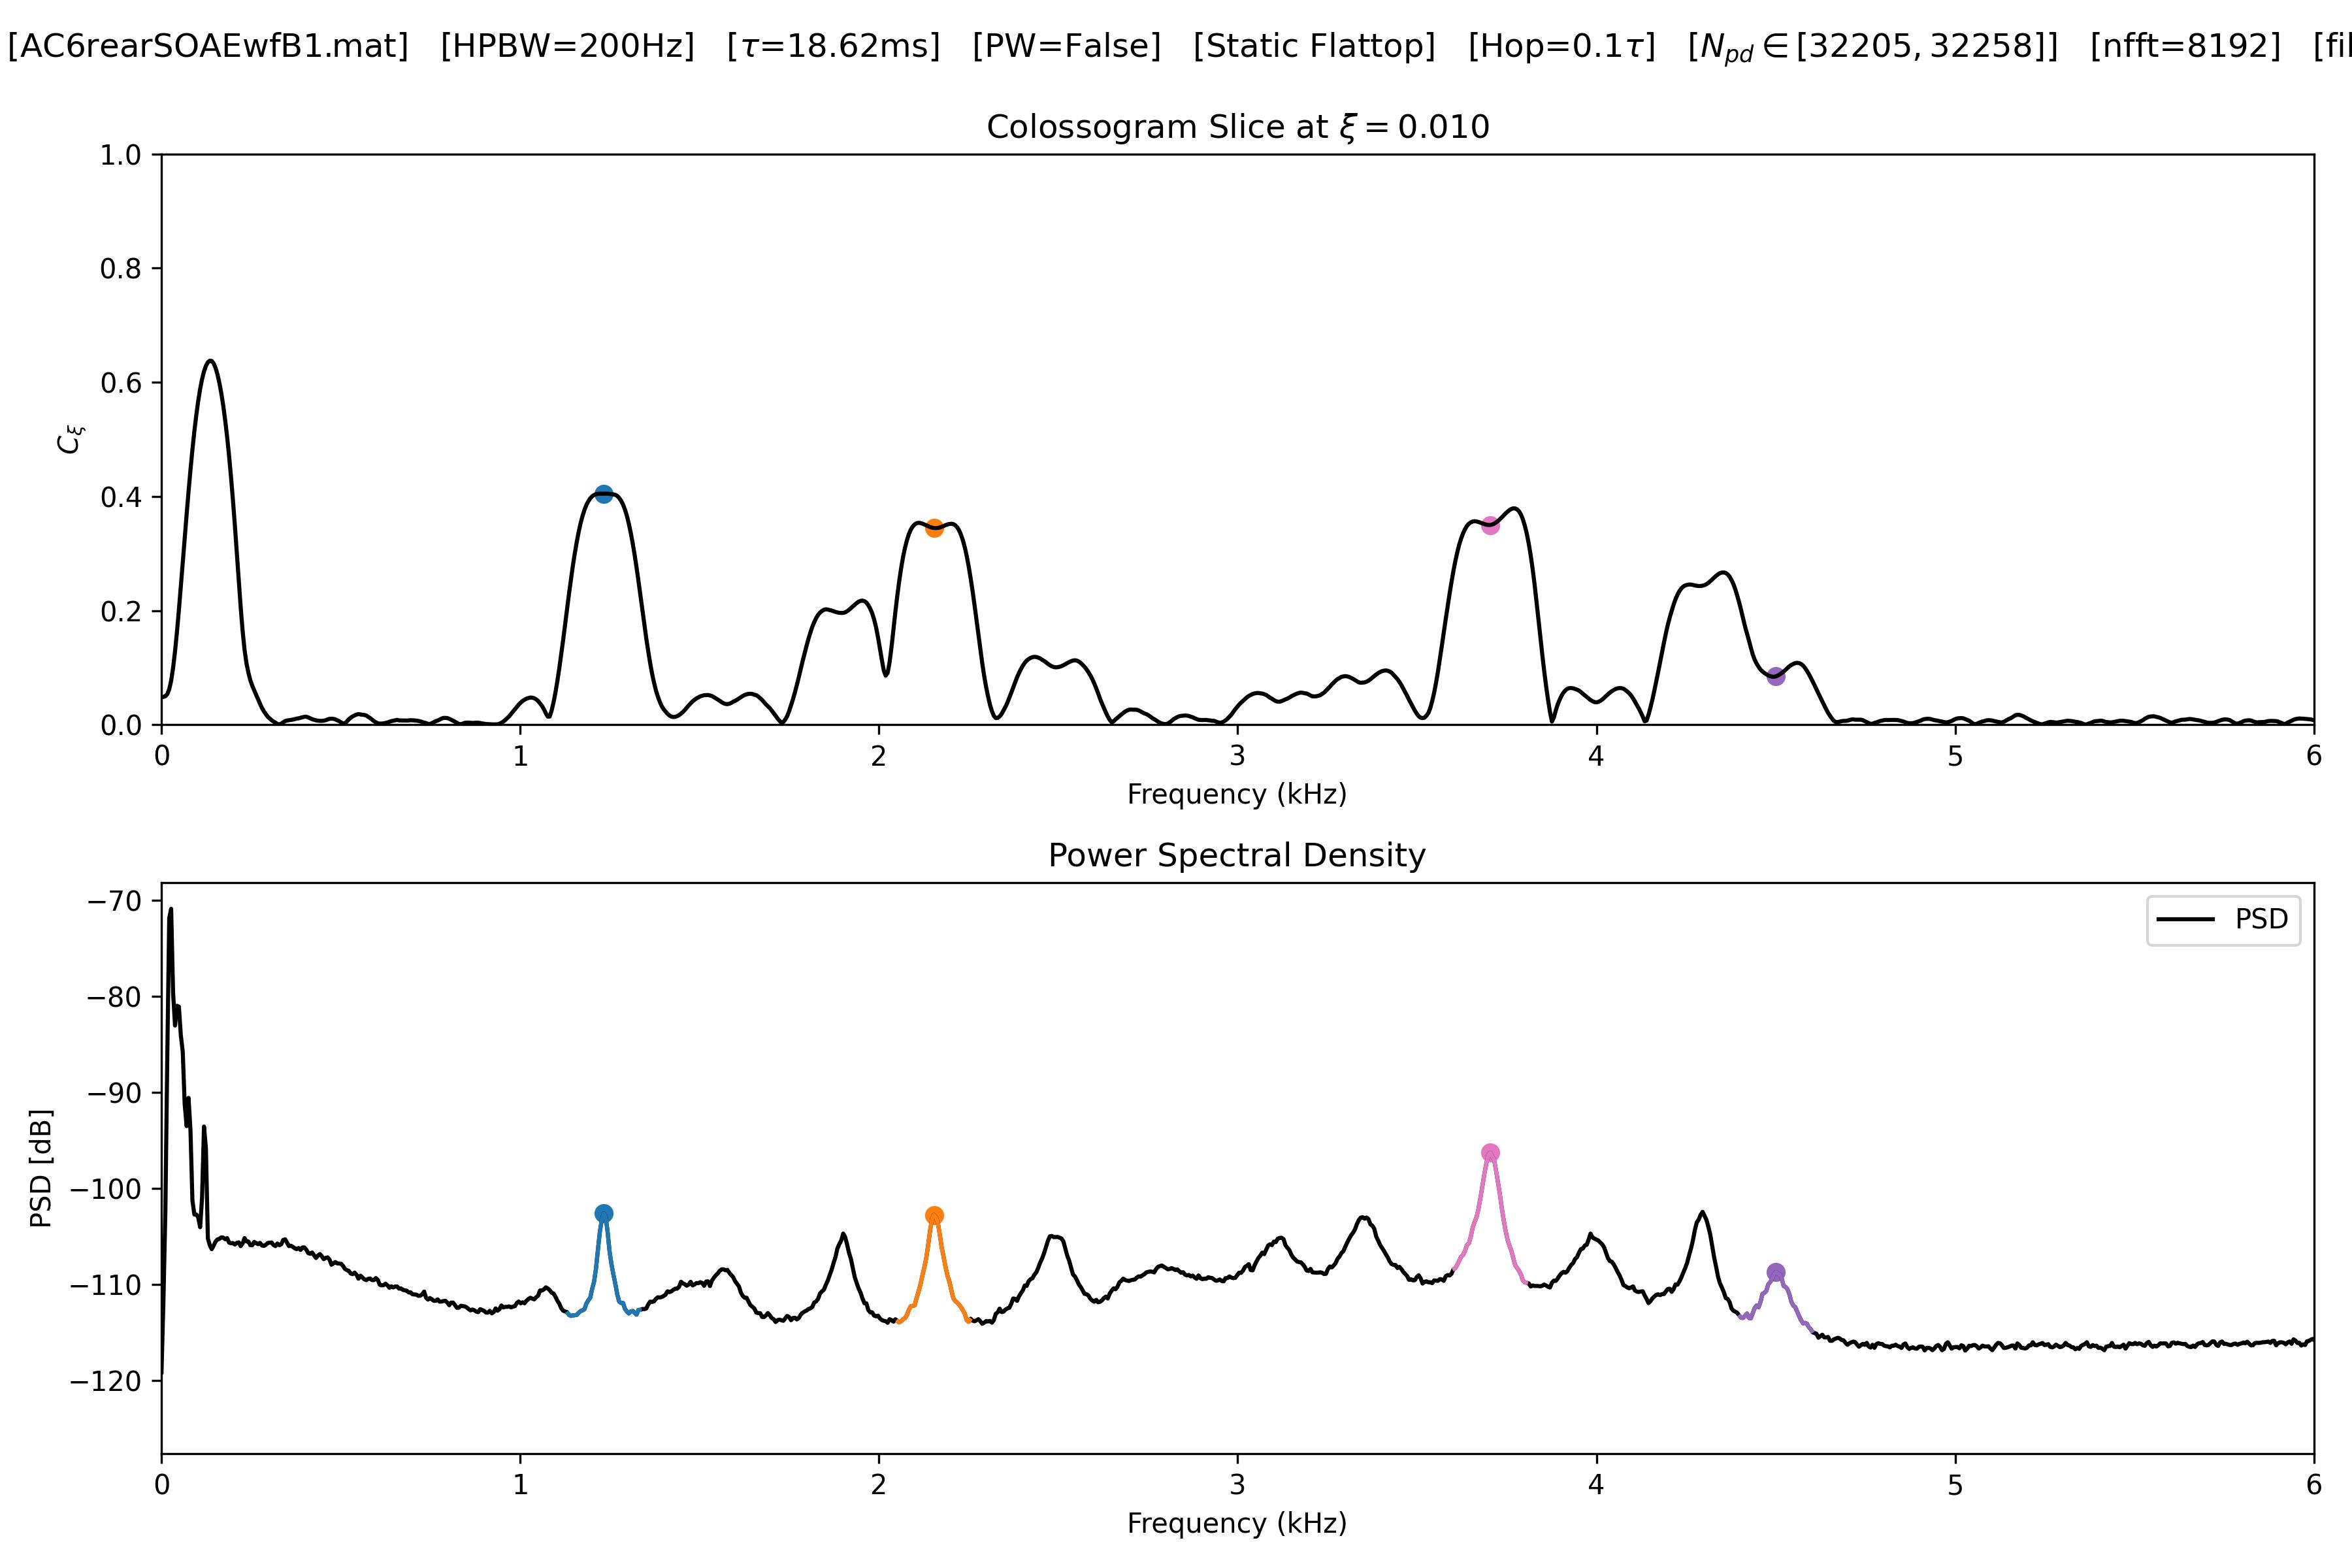 [AC6rearSOAEwfB1.mat] [HPBW=200Hz] [τ=18.62ms] [PW=False] [Static Flattop] [Hop=0.1τ] [N_pd ∈ [32205, 32258]] [nfft=8192]
Colossogram Slice at ξ = 0.010
1.0
0.8
0.6
0.4
0.2
0.0
C_ξ
0 1 2 3 4 5 6
Frequency (kHz)
Power Spectral Density
−70
−80
−90
−100
−110
−120
PSD [dB]
PSD
0 1 2 3 4 5 6
Frequency (kHz)